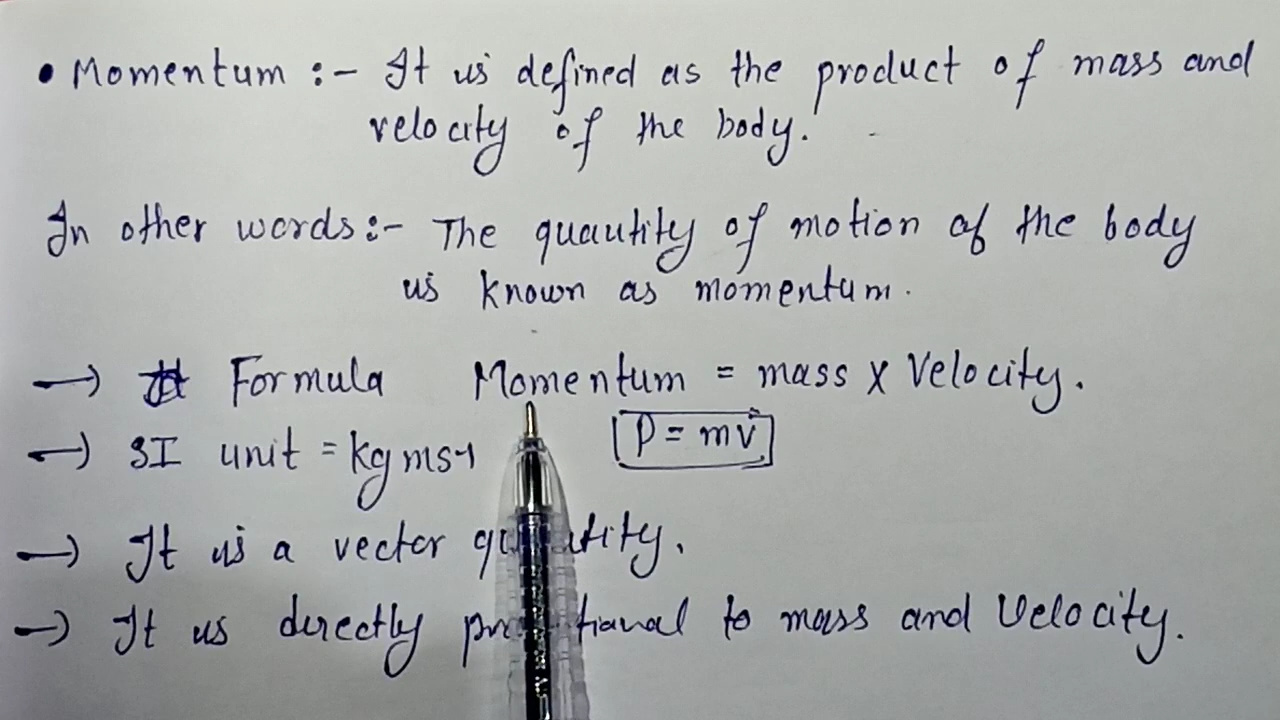 • Momentum :- It is defined as the product of mass and
velocity of the body.
In other words :- The quantity of motion of the body
is known as momentum.
→ Formula Momentum = mass x Velocity.
→ SI unit = kg ms-1 P = mv
→ It is a vector
→ It is directly to mass and Velocity.